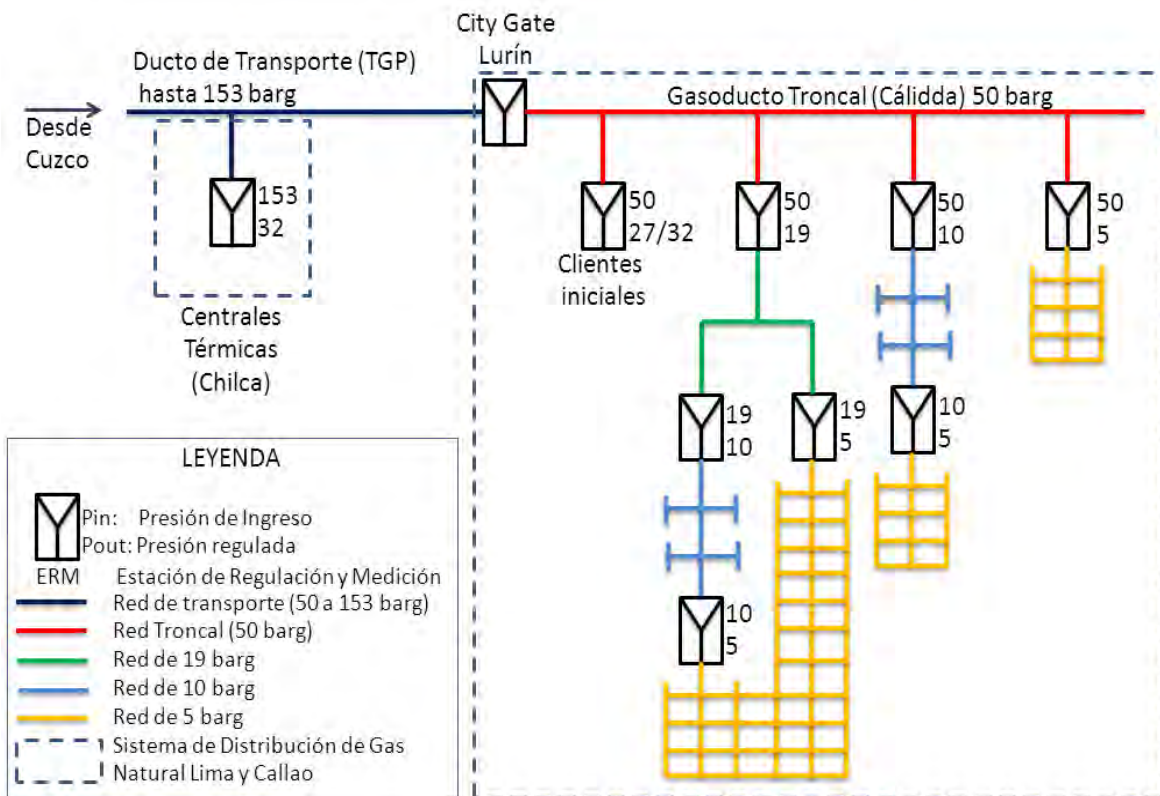 City Gate
Lurín
Ducto de Transporte (TGP)
hasta 153 barg
Gasoducto Troncal (Cálidda) 50 barg
Desde
Cuzco
153
32
50
27/32
50
19
50
10
50
5
Clientes
iniciales
Centrales
Térmicas
(Chilca)
19
10
19
5
10
5
10
5
LEYENDA
Pin: Presión de Ingreso
Pout: Presión regulada
ERM Estación de Regulación y Medición
Red de transporte (50 a 153 barg)
Red Troncal (50 barg)
Red de 19 barg
Red de 10 barg
Red de 5 barg
Sistema de Distribución de Gas
Natural Lima y Callao